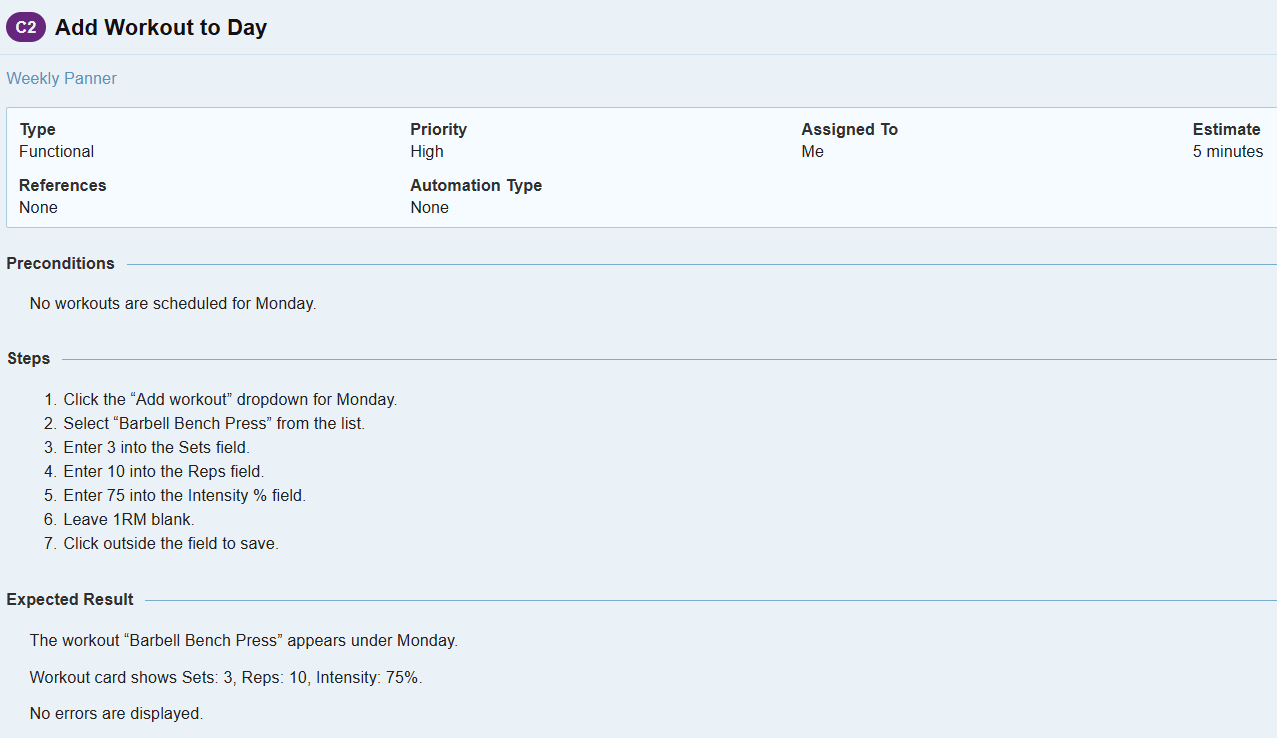 C2 Add Workout to Day
Weekly Panner
Type Priority Assigned To Estimate
Functional High Me 5 minutes
References Automation Type
None None
Preconditions
No workouts are scheduled for Monday.
Steps
1. Click the “Add workout” dropdown for Monday.
2. Select “Barbell Bench Press” from the list.
3. Enter 3 into the Sets field.
4. Enter 10 into the Reps field.
5. Enter 75 into the Intensity % field.
6. Leave 1RM blank.
7. Click outside the field to save.
Expected Result
The workout “Barbell Bench Press” appears under Monday.
Workout card shows Sets: 3, Reps: 10, Intensity: 75%.
No errors are displayed.